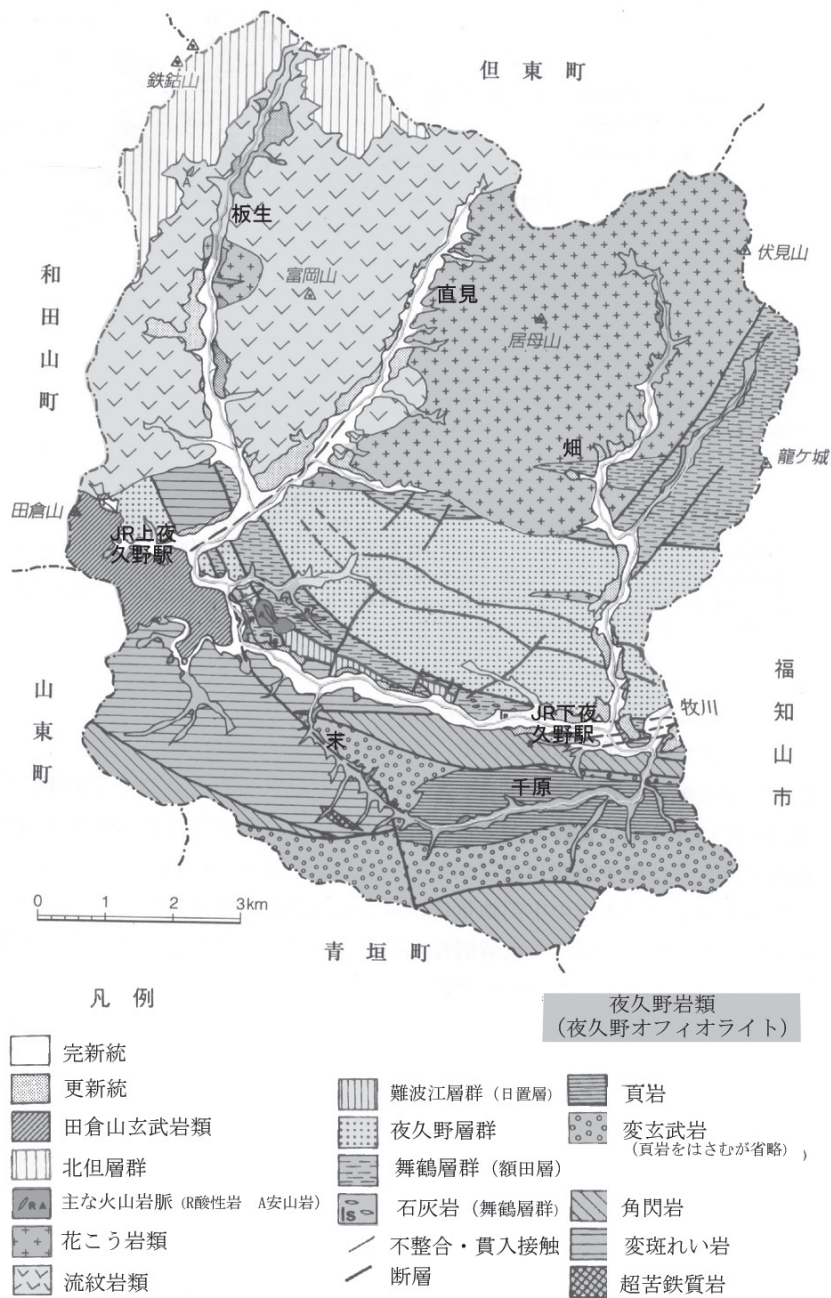 但東町
鉄鈷山
板生
伏見山
和田山町
富岡山
直見
居母山
畑
龍ケ城
田倉山
JR上夜
久野駅
山東町
福知山市
牧川
JR下夜
久野駅
末
千原
0 1 2 3km
青垣町
凡例
夜久野岩類
（夜久野オフィオライト）
完新統
更新統
田倉山玄武岩類
北但層群
RA 主な火山岩脈（R酸性岩 A安山岩）
花こう岩類
流紋岩類
難波江層群（日置層）
夜久野層群
舞鶴層群（額田層）
ls 石灰岩（舞鶴層群）
不整合・貫入接触
断層
頁岩
変玄武岩
（頁岩をはさむが省略）
角閃岩
変斑れい岩
超苦鉄質岩